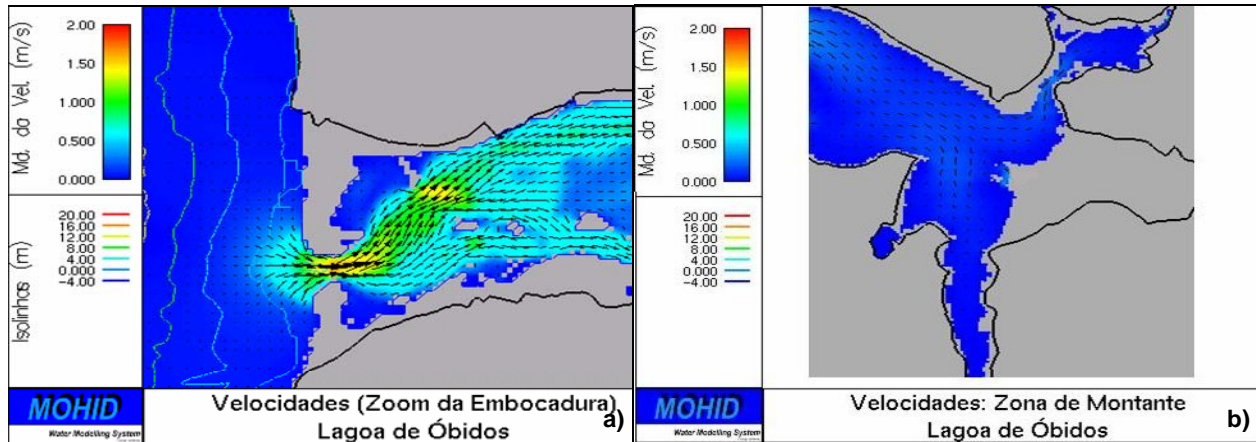 Md. da Vel. (m/s)
2.00
1.50
1.000
0.500
0.000
Isolinhas (m)
20.00
16.00
12.00
8.00
4.00
0.000
-4.00
MOHID
Water Modelling System
Velocidades (Zoom da Embocadura)
Lagoa de Óbidos
a)
Md. da Vel. (m/s)
2.00
1.50
1.000
0.500
0.000
20.00
16.00
12.00
8.00
4.00
0.000
-4.00
MOHID
Water Modelling System
Velocidades: Zona de Montante
Lagoa de Óbidos
b)